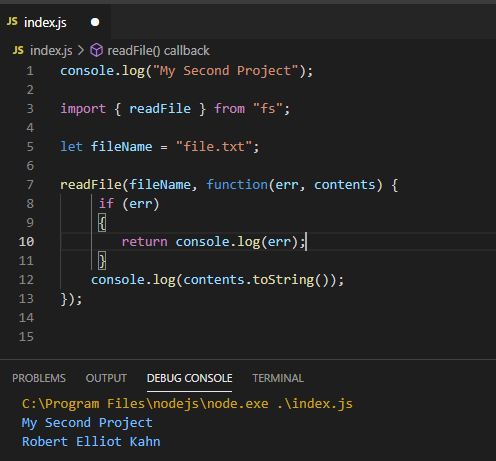 JS index.js
JS index.js > readFile() callback
1 console.log("My Second Project");
2
3 import { readFile } from "fs";
4
5 let fileName = "file.txt";
6
7 readFile(fileName, function(err, contents) {
8 if (err)
9 {
10 return console.log(err);
11 }
12 console.log(contents.toString());
13 });
14
15
PROBLEMS OUTPUT DEBUG CONSOLE TERMINAL
C:\Program Files\nodejs\node.exe .\index.js
My Second Project
Robert Elliot Kahn